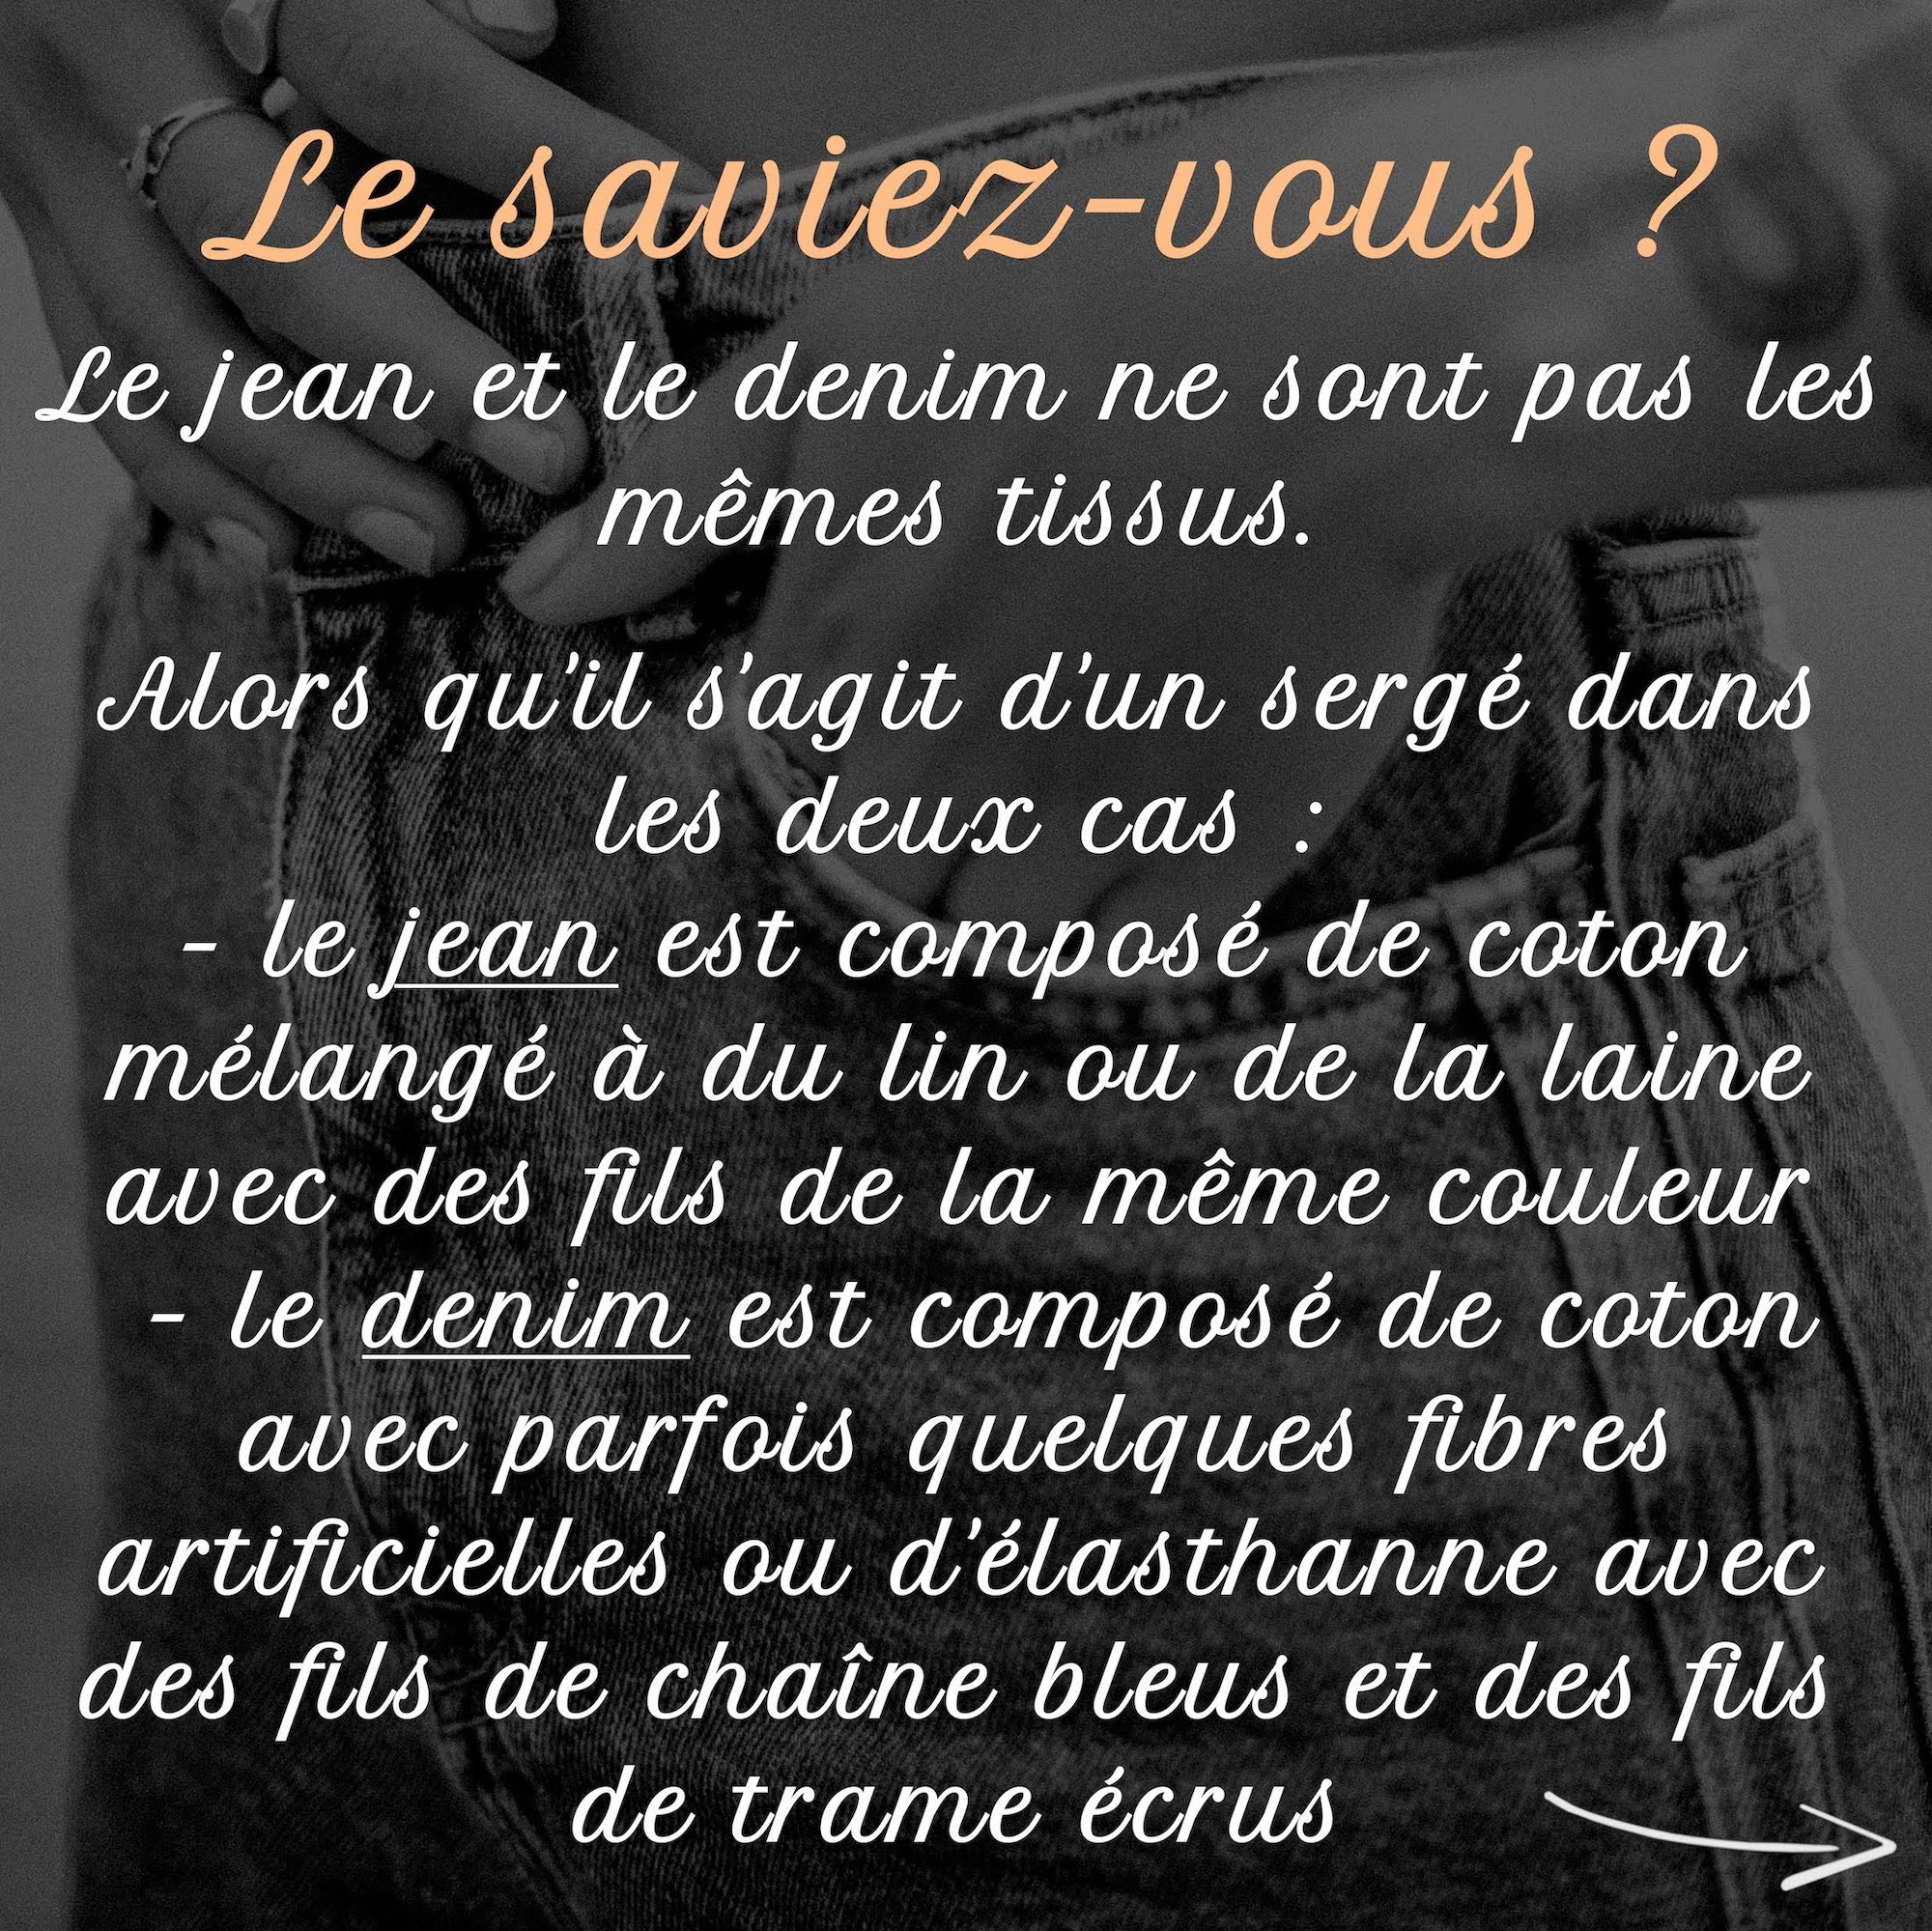 Le saviez-vous ?
Le jean et le denim ne sont pas les
mêmes tissus.
Alors qu'il s'agit d'un sergé dans
les deux cas :
- le jean est composé de coton
mélangé à du lin ou de la laine
avec des fils de la même couleur
- le denim est composé de coton
avec parfois quelques fibres
artificielles ou d'élasthanne avec
des fils de chaîne bleus et des fils
de trame écrus